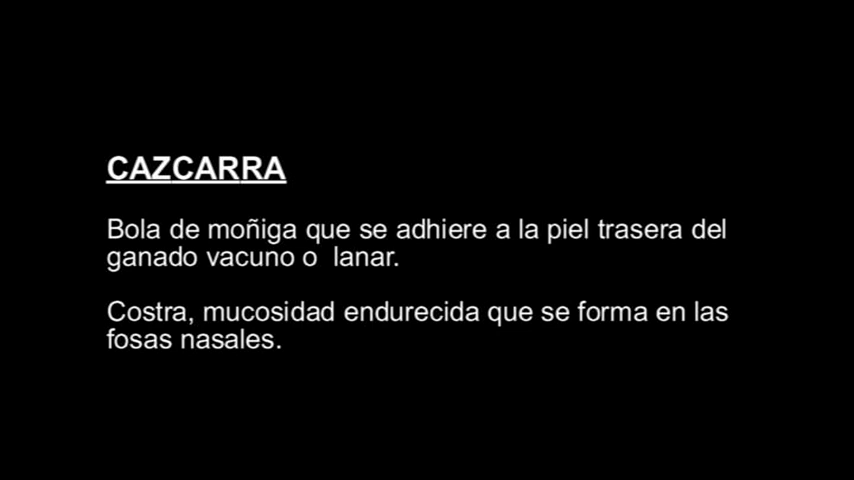 CAZCARRA
Bola de moñiga que se adhiere a la piel trasera del
ganado vacuno o  lanar.
Costra, mucosidad endurecida que se forma en las
fosas nasales.